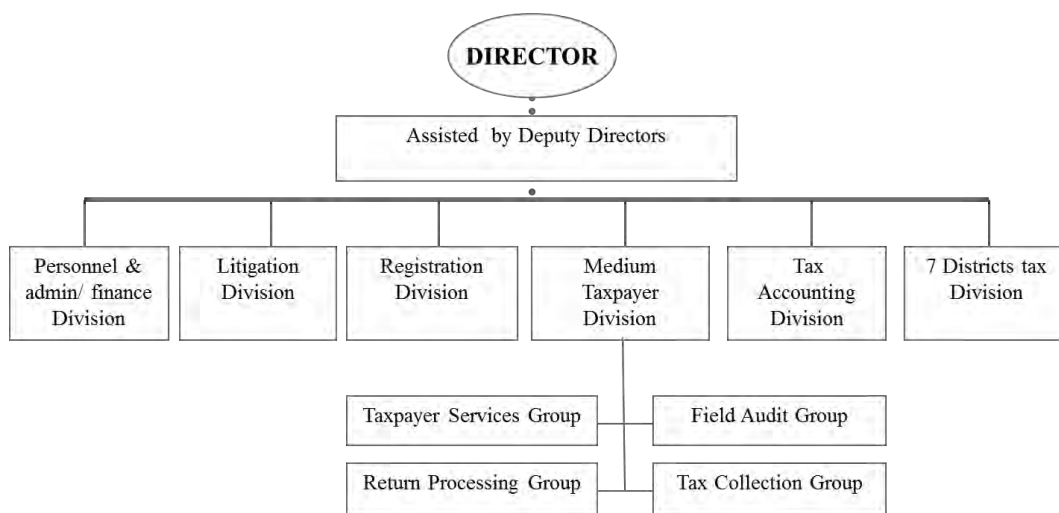 DIRECTOR
Assisted by Deputy Directors
Personnel &
admin/ finance
Division
Litigation
Division
Registration
Division
Medium
Taxpayer
Division
Tax
Accounting
Division
7 Districts tax
Division
Taxpayer Services Group
Field Audit Group
Return Processing Group
Tax Collection Group